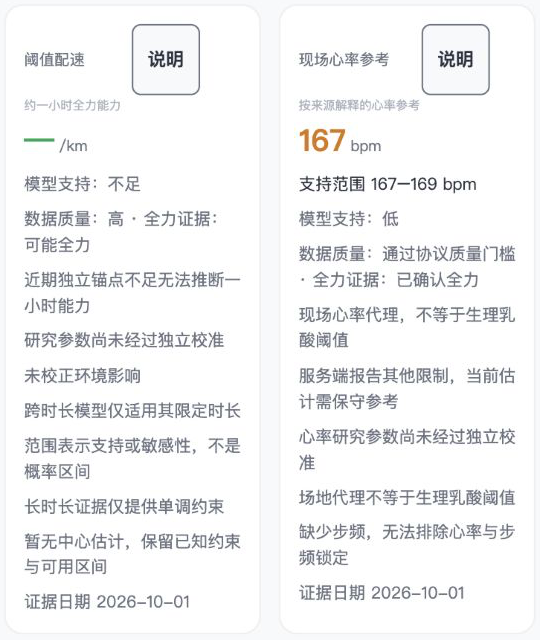 阈值配速
说明
约一小时全力能力
— /km
模型支持：不足
数据质量：高 · 全力证据：
可能全力
近期独立锚点不足无法推断一
小时能力
研究参数尚未经过独立校准
未校正环境影响
跨时长模型仅适用其限定时长
范围表示支持或敏感性，不是
概率区间
长时长证据仅提供单调约束
暂无中心估计，保留已知约束
与可用区间
证据日期 2026-10-01
现场心率参考
说明
按来源解释的心率参考
167 bpm
支持范围 167–169 bpm
模型支持：低
数据质量：通过协议质量门槛
· 全力证据：已确认全力
现场心率代理，不等于生理乳
酸阈值
服务端报告其他限制，当前估
计需保守参考
心率研究参数尚未经过独立校
准
场地代理不等于生理乳酸阈值
缺少步频，无法排除心率与步
频锁定
证据日期 2026-10-01